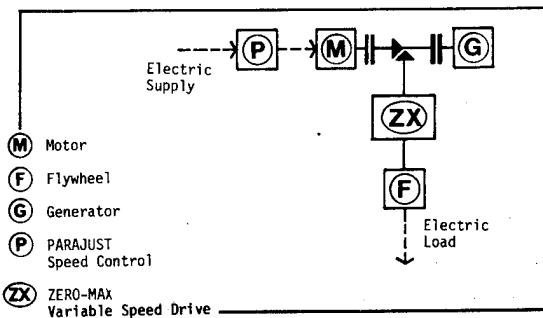 P
M
G
Electric
Supply
ZX
M Motor
F
F Flywheel
G Generator
Electric
Load
P PARAJUST
Speed Control
ZX ZERO-MAX
Variable Speed Drive